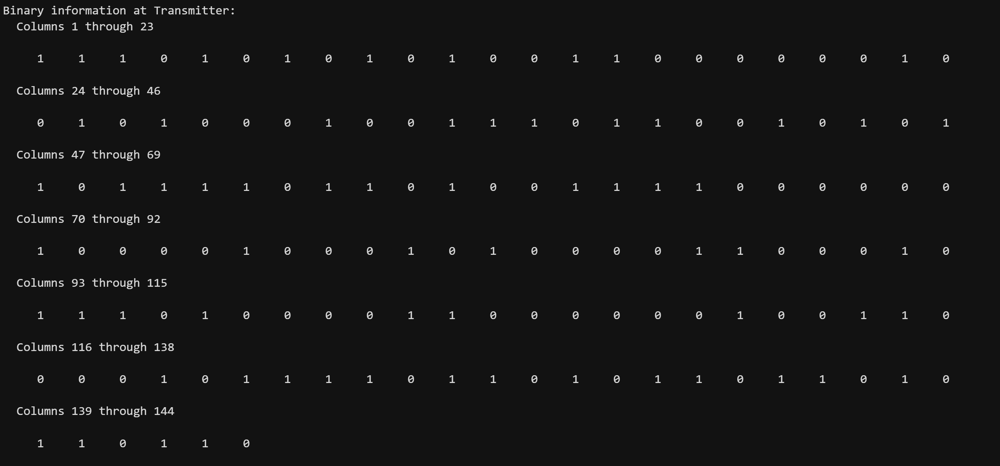 Binary information at Transmitter:
Columns 1 through 23
1 1 1 0 1 0 1 0 1 0 1 0 0 1 1 0 0 0 0 0 0 1 0
Columns 24 through 46
0 1 0 1 0 0 0 1 0 0 1 1 1 0 1 1 0 0 1 0 1 0 1
Columns 47 through 69
1 0 1 1 1 1 0 1 1 0 1 0 0 1 1 1 1 0 0 0 0 0 0
Columns 70 through 92
1 0 0 0 0 1 0 0 0 1 0 1 0 0 0 0 1 1 0 0 0 1 0
Columns 93 through 115
1 1 1 0 1 0 0 0 0 1 1 0 0 0 0 0 0 1 0 0 1 1 0
Columns 116 through 138
0 0 0 1 0 1 1 1 1 0 1 1 0 1 0 1 1 0 1 1 0 1 0
Columns 139 through 144
1 1 0 1 1 0